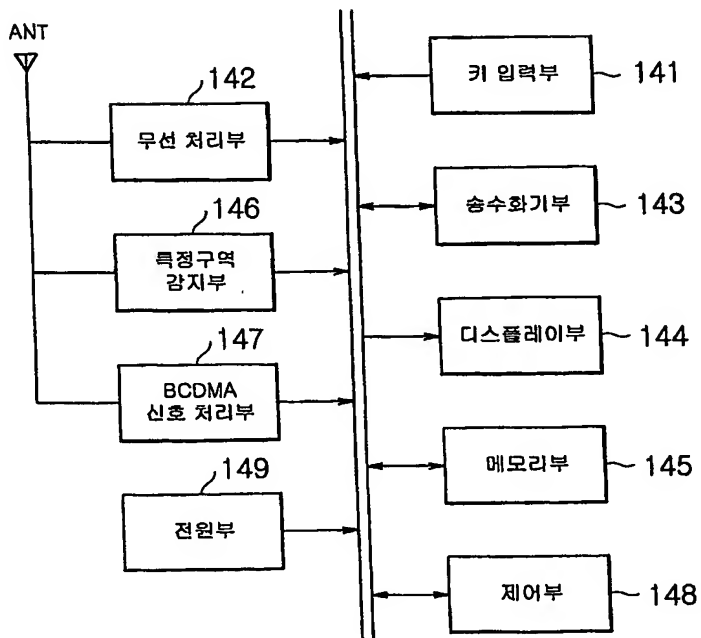 ANT
142
무선 처리부
146
특정구역
감지부
147
BCDMA
신호 처리부
149
전원부
키 입력부
141
송수화기부
143
디스플레이부
144
메모리부
145
제어부
148